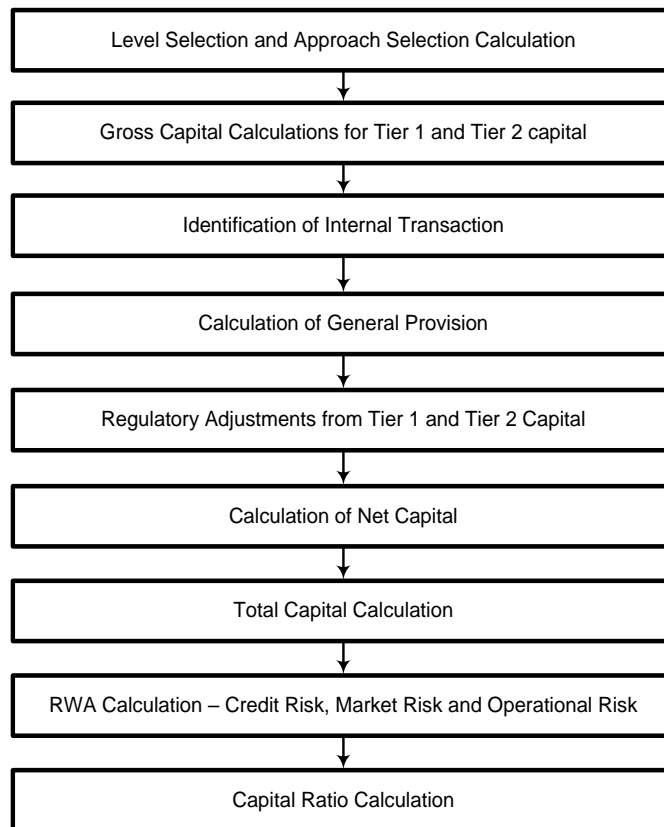 Level Selection and Approach Selection Calculation
Gross Capital Calculations for Tier 1 and Tier 2 capital
Identification of Internal Transaction
Calculation of General Provision
Regulatory Adjustments from Tier 1 and Tier 2 Capital
Calculation of Net Capital
Total Capital Calculation
RWA Calculation – Credit Risk, Market Risk and Operational Risk
Capital Ratio Calculation